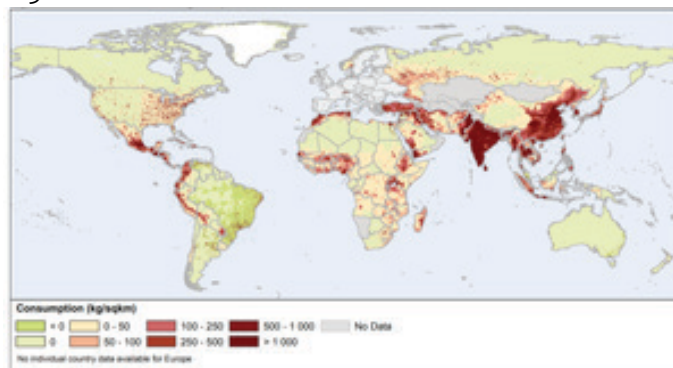 Consumption (kg/sqkm)
< 0 0 - 50 100 - 250 500 - 1 000 No Data
0 50 - 100 250 - 500 > 1 000
No individual country data available for Europe